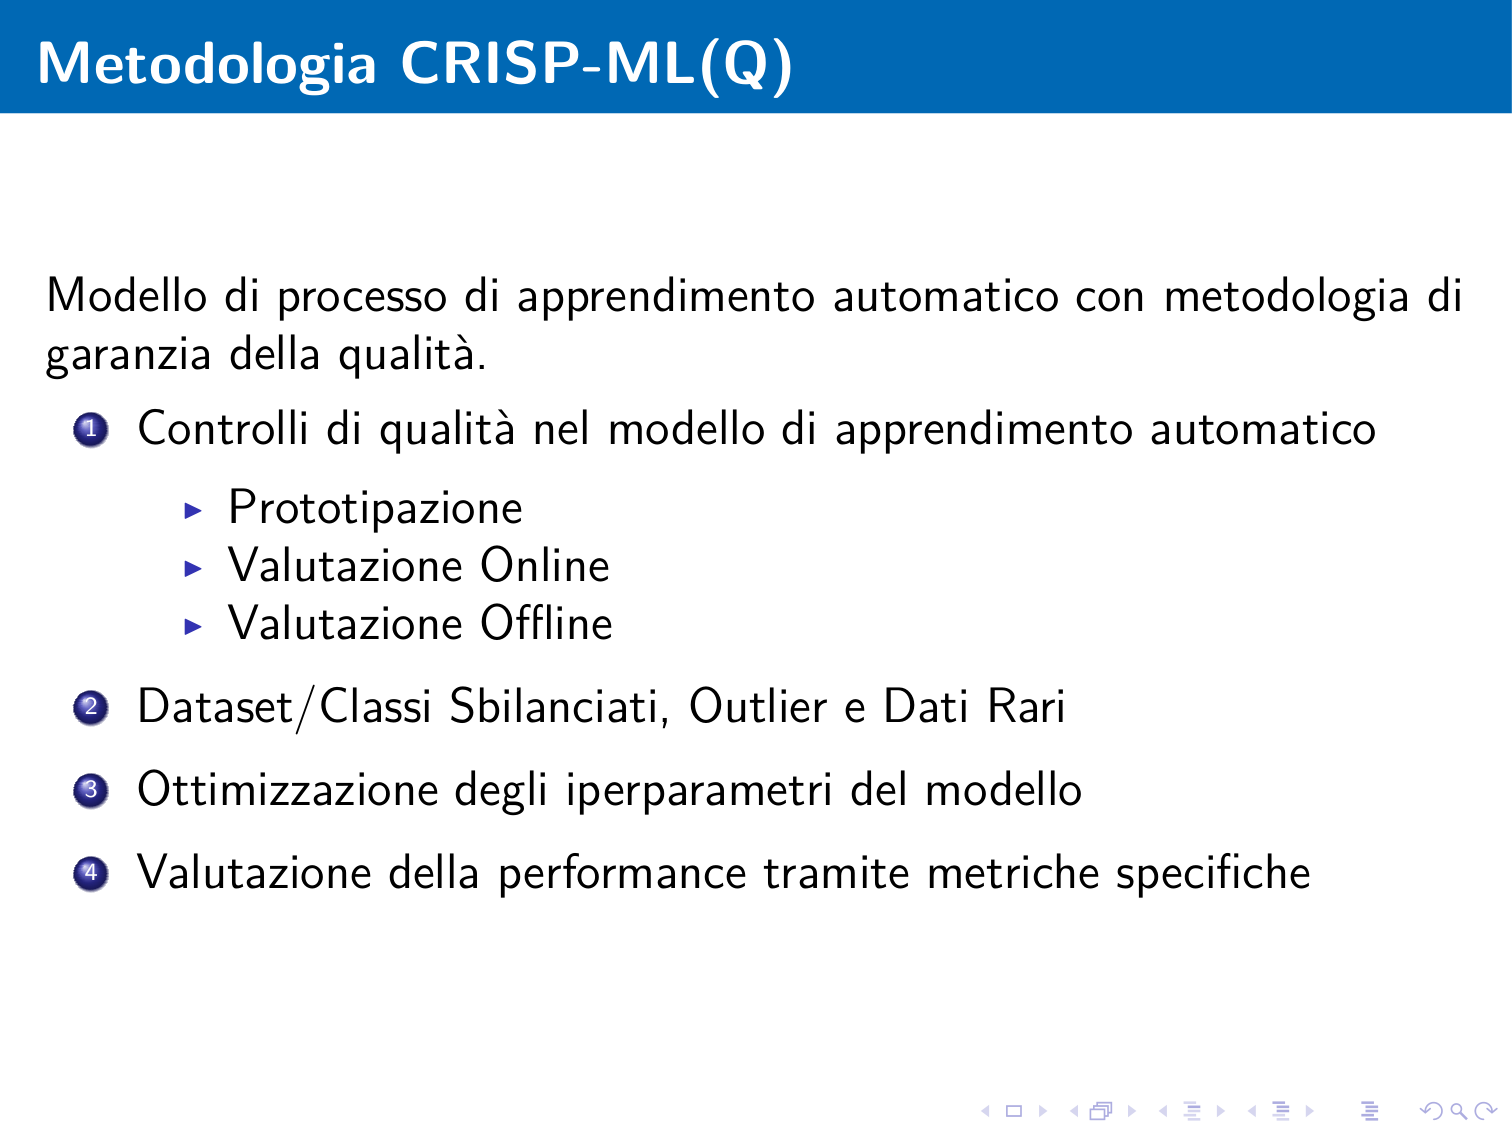 Metodologia CRISP-ML(Q)
Modello di processo di apprendimento automatico con metodologia di
garanzia della qualità.
1 Controlli di qualità nel modello di apprendimento automatico
▶ Prototipazione
▶ Valutazione Online
▶ Valutazione Offline
2 Dataset/Classi Sbilanciati, Outlier e Dati Rari
3 Ottimizzazione degli iperparametri del modello
4 Valutazione della performance tramite metriche specifiche